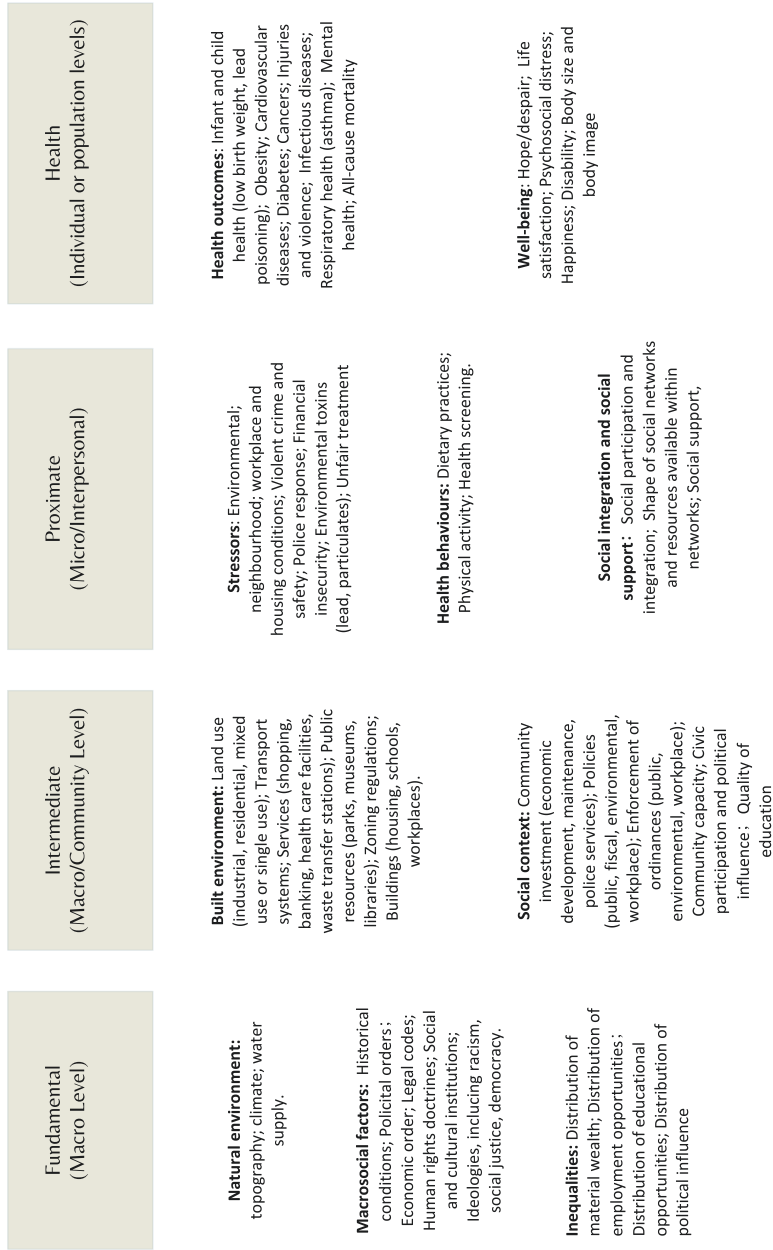 Fundamental
(Macro Level)
Natural environment:
topography; climate; water
supply.
Macrosocial factors: Historical
conditions; Policital orders;
Economic order; Legal codes;
Human rights doctrines; Social
and cultural institutions;
Ideologies, inclucing racism,
social justice, democracy.
Inequalities: Distribution of
material wealth; Distribution of
employment opportunities;
Distribution of educational
opportunities; Distribution of
political influence
Intermediate
(Macro/Community Level)
Built environment: Land use
(industrial, residential, mixed
use or single use); Transport
systems; Services (shopping,
banking, health care facilities,
waste transfer stations); Public
resources (parks, museums,
libraries); Zoning regulations;
Buildings (housing, schools,
workplaces).
Social context: Community
investment (economic
development, maintenance,
police services); Policies
(public, fiscal, environmental,
workplace); Enforcement of
ordinances (public,
environmental, workplace);
Community capacity; Civic
participation and political
influence; Quality of
education
Proximate
(Micro/Interpersonal)
Stressors: Environmental;
neighbourhood; workplace and
housing conditions; Violent crime and
safety; Police response; Financial
insecurity; Environmental toxins
(lead, particulates); Unfair treatment
Health behaviours: Dietary practices;
Physical activity; Health screening.
Social integration and social
support: Social participation and
integration; Shape of social networks
and resources available within
networks; Social support,
Health
(Individual or population levels)
Health outcomes: Infant and child
health (low birth weight, lead
poisoning); Obesity; Cardiovascular
diseases; Diabetes; Cancers; Injuries
and violence; Infectious diseases;
Respiratory health (asthma); Mental
health; All-cause mortality
Well-being: Hope/despair; Life
satisfaction; Psychosocial distress;
Happiness; Disability; Body size and
body image